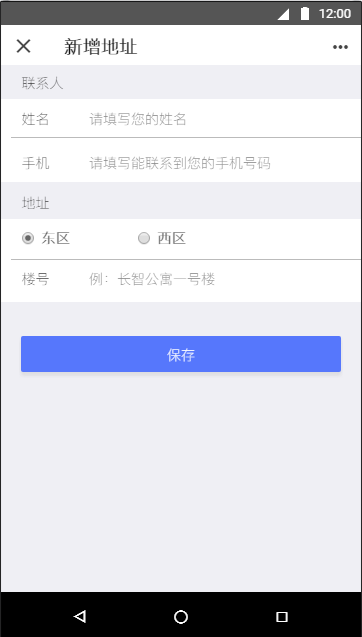 12:00
新增地址
联系人
姓名 请填写您的姓名
手机 请填写能联系到您的手机号码
地址
东区 西区
楼号 例：长智公寓一号楼
保存